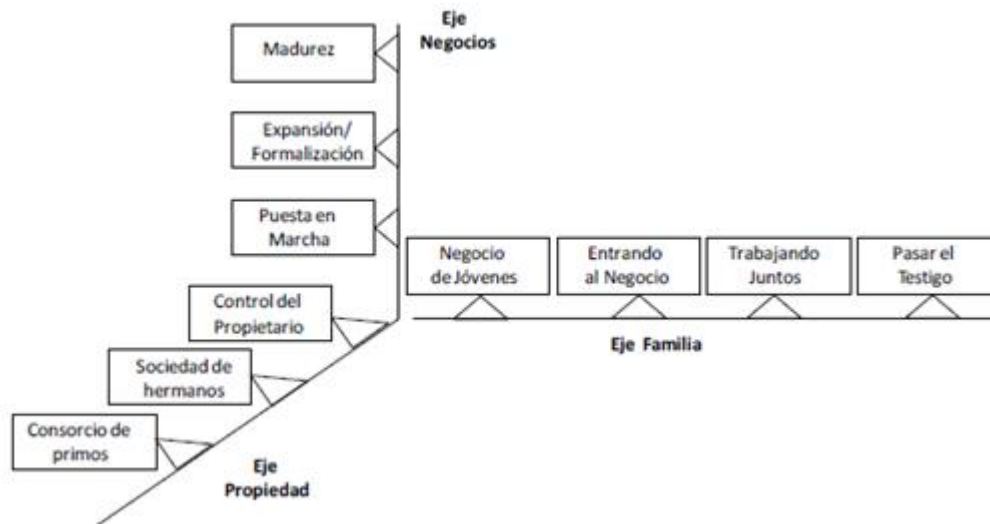 Eje
Negocios
Madurez
Expansión/
Formalización
Puesta en
Marcha
Negocio
de Jóvenes
Entrando
al Negocio
Trabajando
Juntos
Pasar el
Testigo
Eje Familia
Control del
Propietario
Sociedad de
hermanos
Consorcio de
primos
Eje
Propiedad